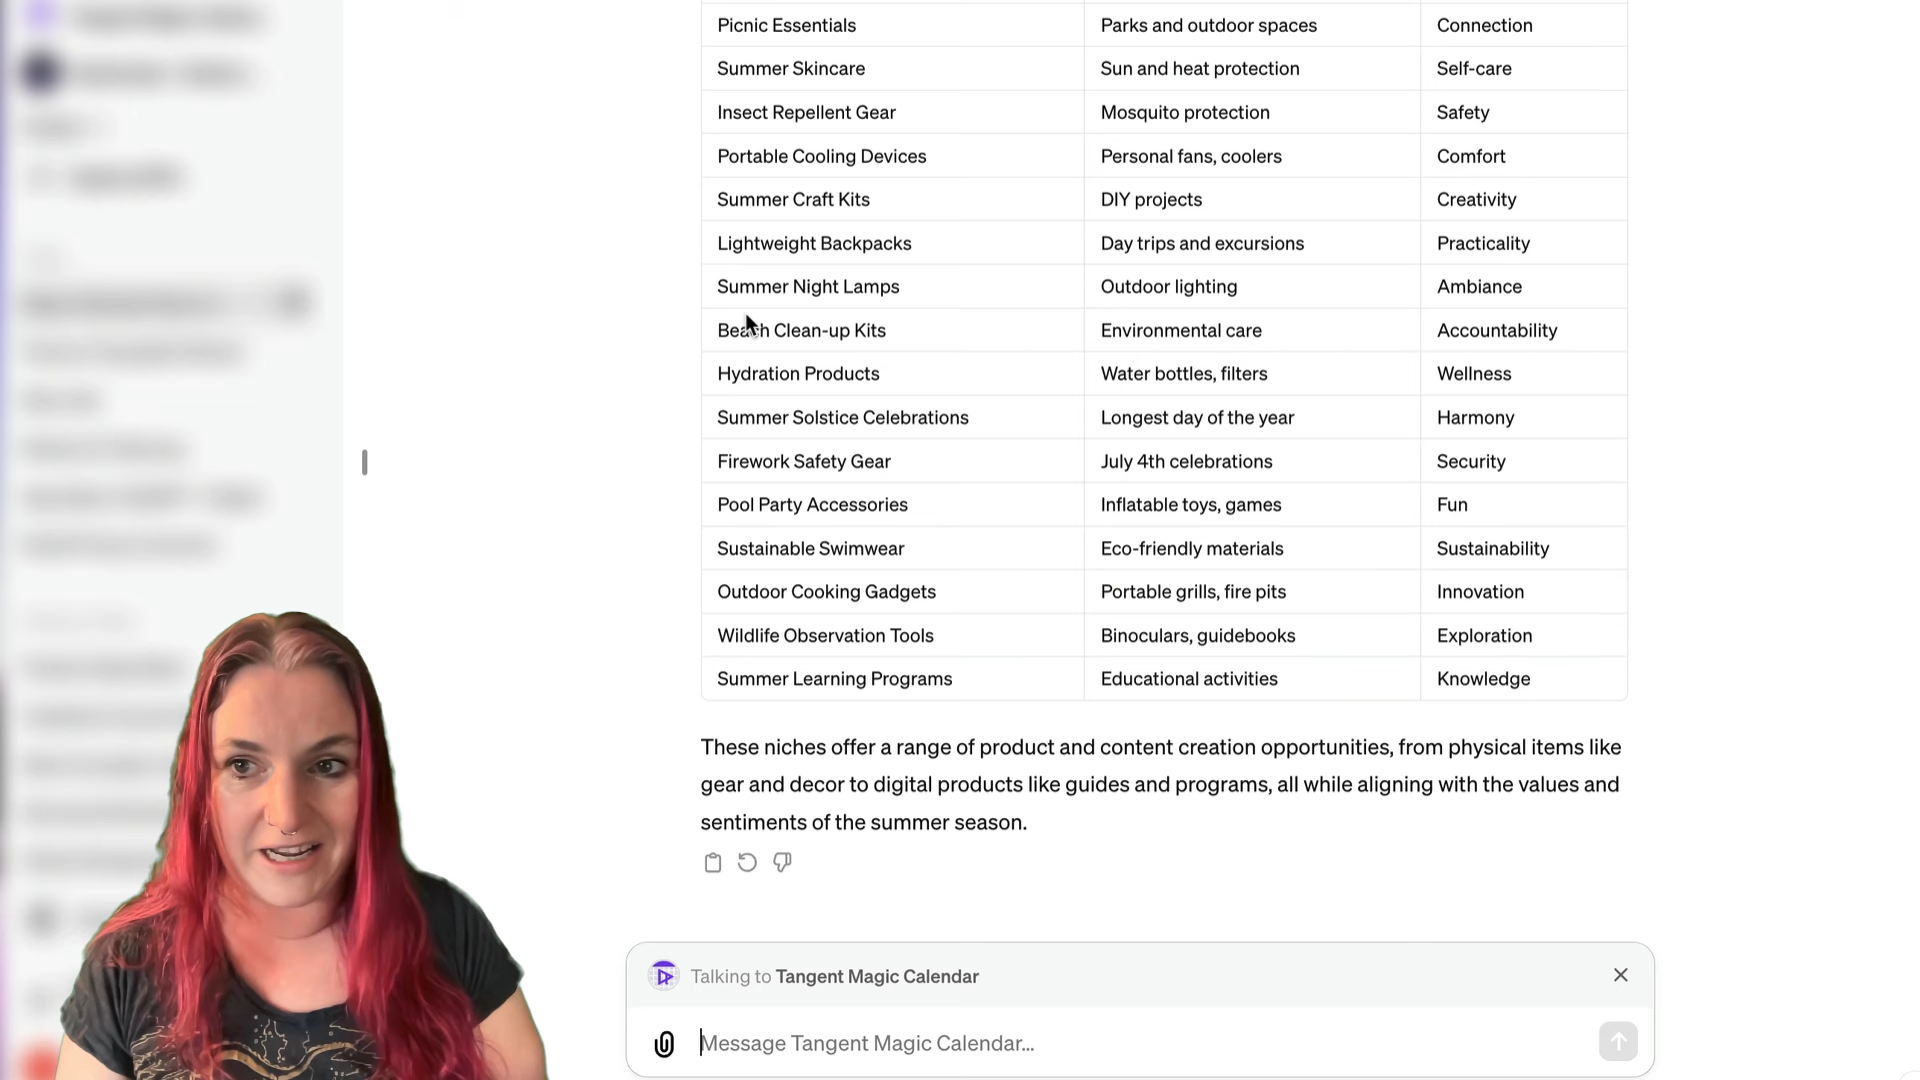 Picnic Essentials Parks and outdoor spaces Connection
Summer Skincare Sun and heat protection Self-care
Insect Repellent Gear Mosquito protection Safety
Portable Cooling Devices Personal fans, coolers Comfort
Summer Craft Kits DIY projects Creativity
Lightweight Backpacks Day trips and excursions Practicality
Summer Night Lamps Outdoor lighting Ambiance
Beach Clean-up Kits Environmental care Accountability
Hydration Products Water bottles, filters Wellness
Summer Solstice Celebrations Longest day of the year Harmony
Firework Safety Gear July 4th celebrations Security
Pool Party Accessories Inflatable toys, games Fun
Sustainable Swimwear Eco-friendly materials Sustainability
Outdoor Cooking Gadgets Portable grills, fire pits Innovation
Wildlife Observation Tools Binoculars, guidebooks Exploration
Summer Learning Programs Educational activities Knowledge
These niches offer a range of product and content creation opportunities, from physical items like
gear and decor to digital products like guides and programs, all while aligning with the values and
sentiments of the summer season.
Talking to Tangent Magic Calendar
Message Tangent Magic Calendar...